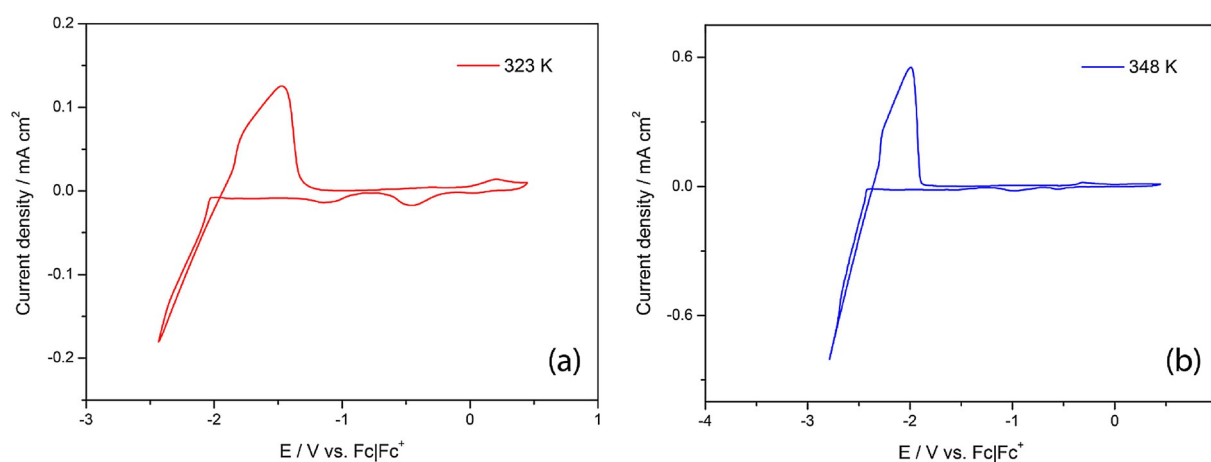 0.2
0.1
0.0
-0.1
-0.2
Current density / mA cm²
323 K
(a)
-3 -2 -1 0 1
E / V vs. Fc|Fc⁺
0.6
0.0
-0.6
Current density / mA cm²
348 K
(b)
-4 -3 -2 -1 0 1
E / V vs. Fc|Fc⁺